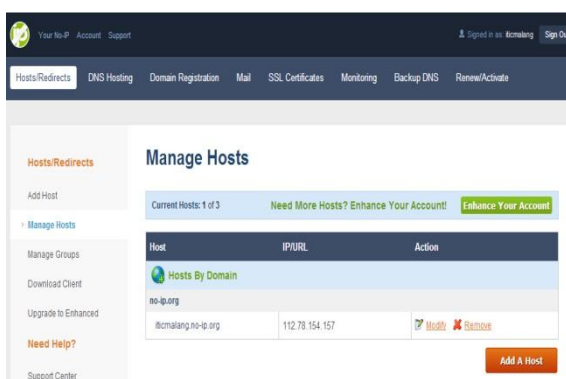 Your No-IP Account Support
Signed in as: iticmalang Sign Ou
Hosts/Redirects DNS Hosting Domain Registration Mail SSL Certificates Monitoring Backup DNS Renew/Activate
Hosts/Redirects
Add Host
Manage Hosts
Manage Groups
Download Client
Upgrade to Enhanced
Need Help?
Support Center
Manage Hosts
Current Hosts: 1 of 3 Need More Hosts? Enhance Your Account! Enhance Your Account
Host IP/URL Action
Hosts By Domain
no-ip.org
iticmalang.no-ip.org 112.78.154.157 Modify Remove
Add A Host